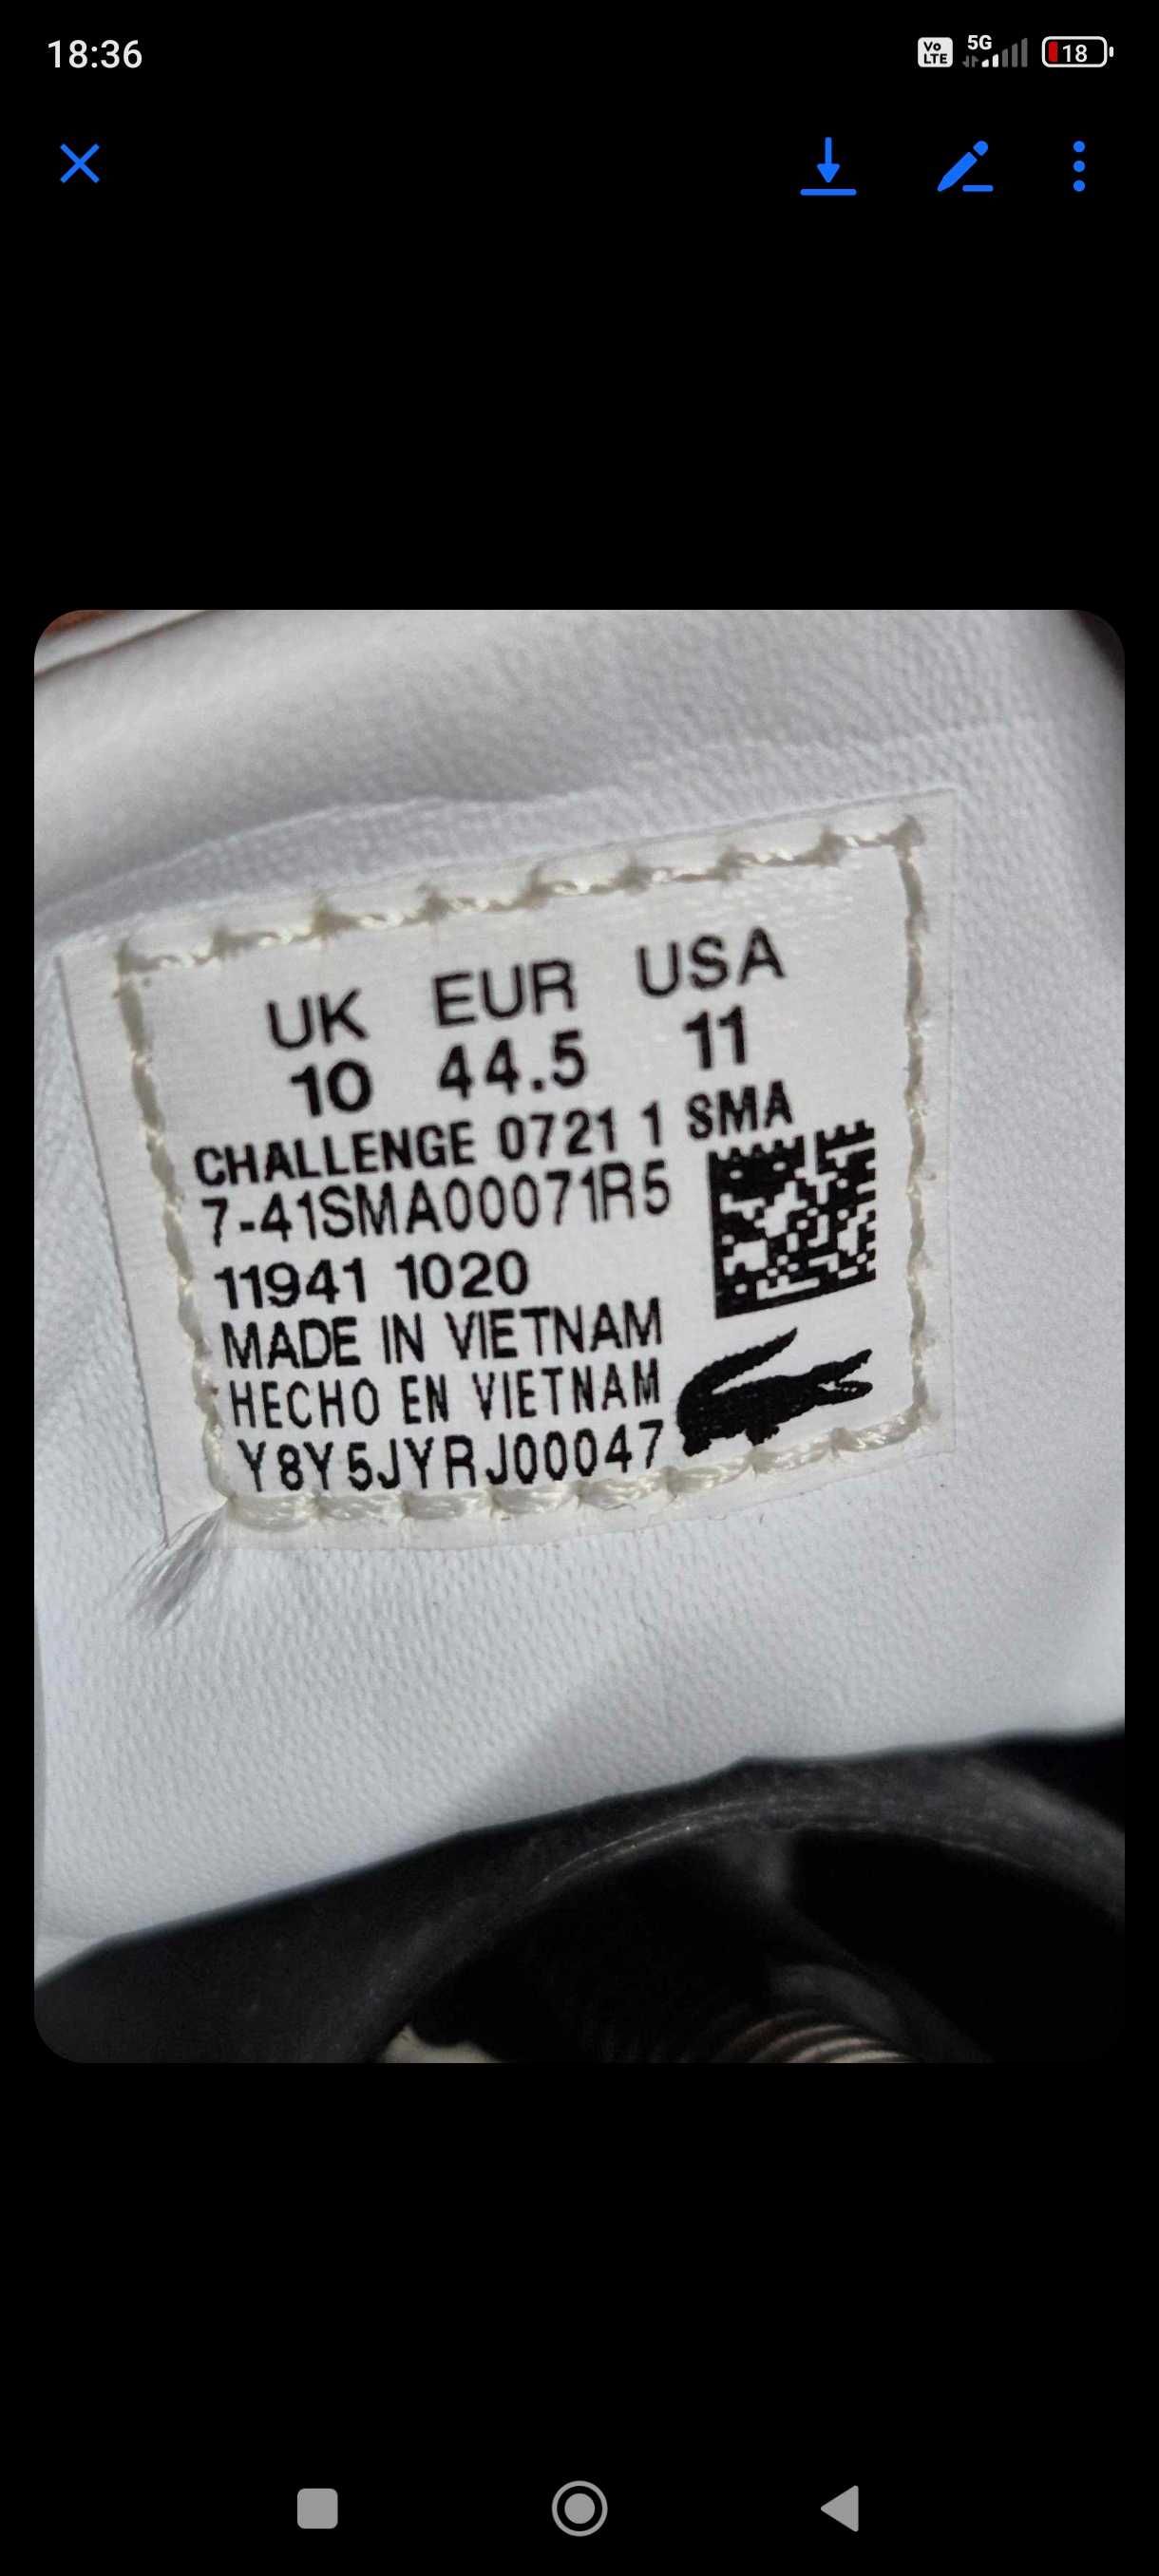 18:36
Vo LTE 5G 18
UK EUR USA
10 44.5 11
CHALLENGE 0721 1 SMA
7-41SMA00071R5
11941 1020
MADE IN VIETNAM
HECHO EN VIETNAM
Y8Y5JYRJ00047